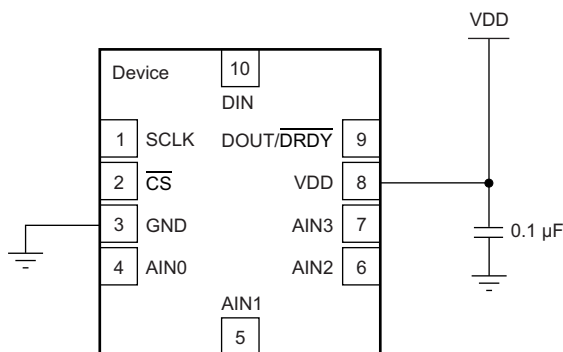 VDD
Device
10
DIN
1 SCLK DOUT/DRDY 9
2 CS VDD 8
3 GND AIN3 7
0.1 µF
4 AIN0 AIN2 6
AIN1
5